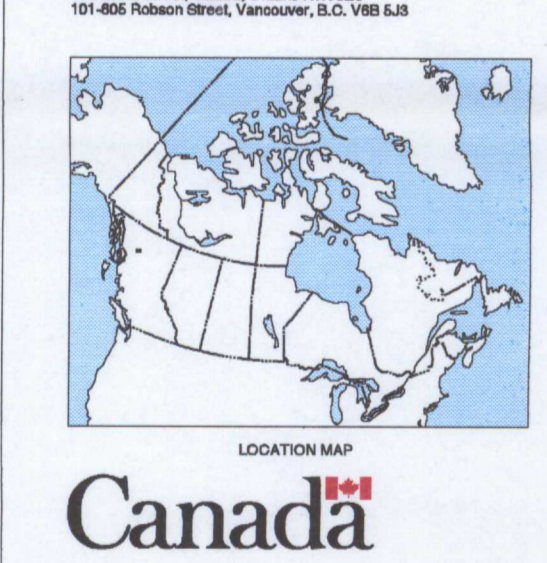 101-605 Robson Street, Vancouver, B.C. V6B 5J3
LOCATION MAP
Canada